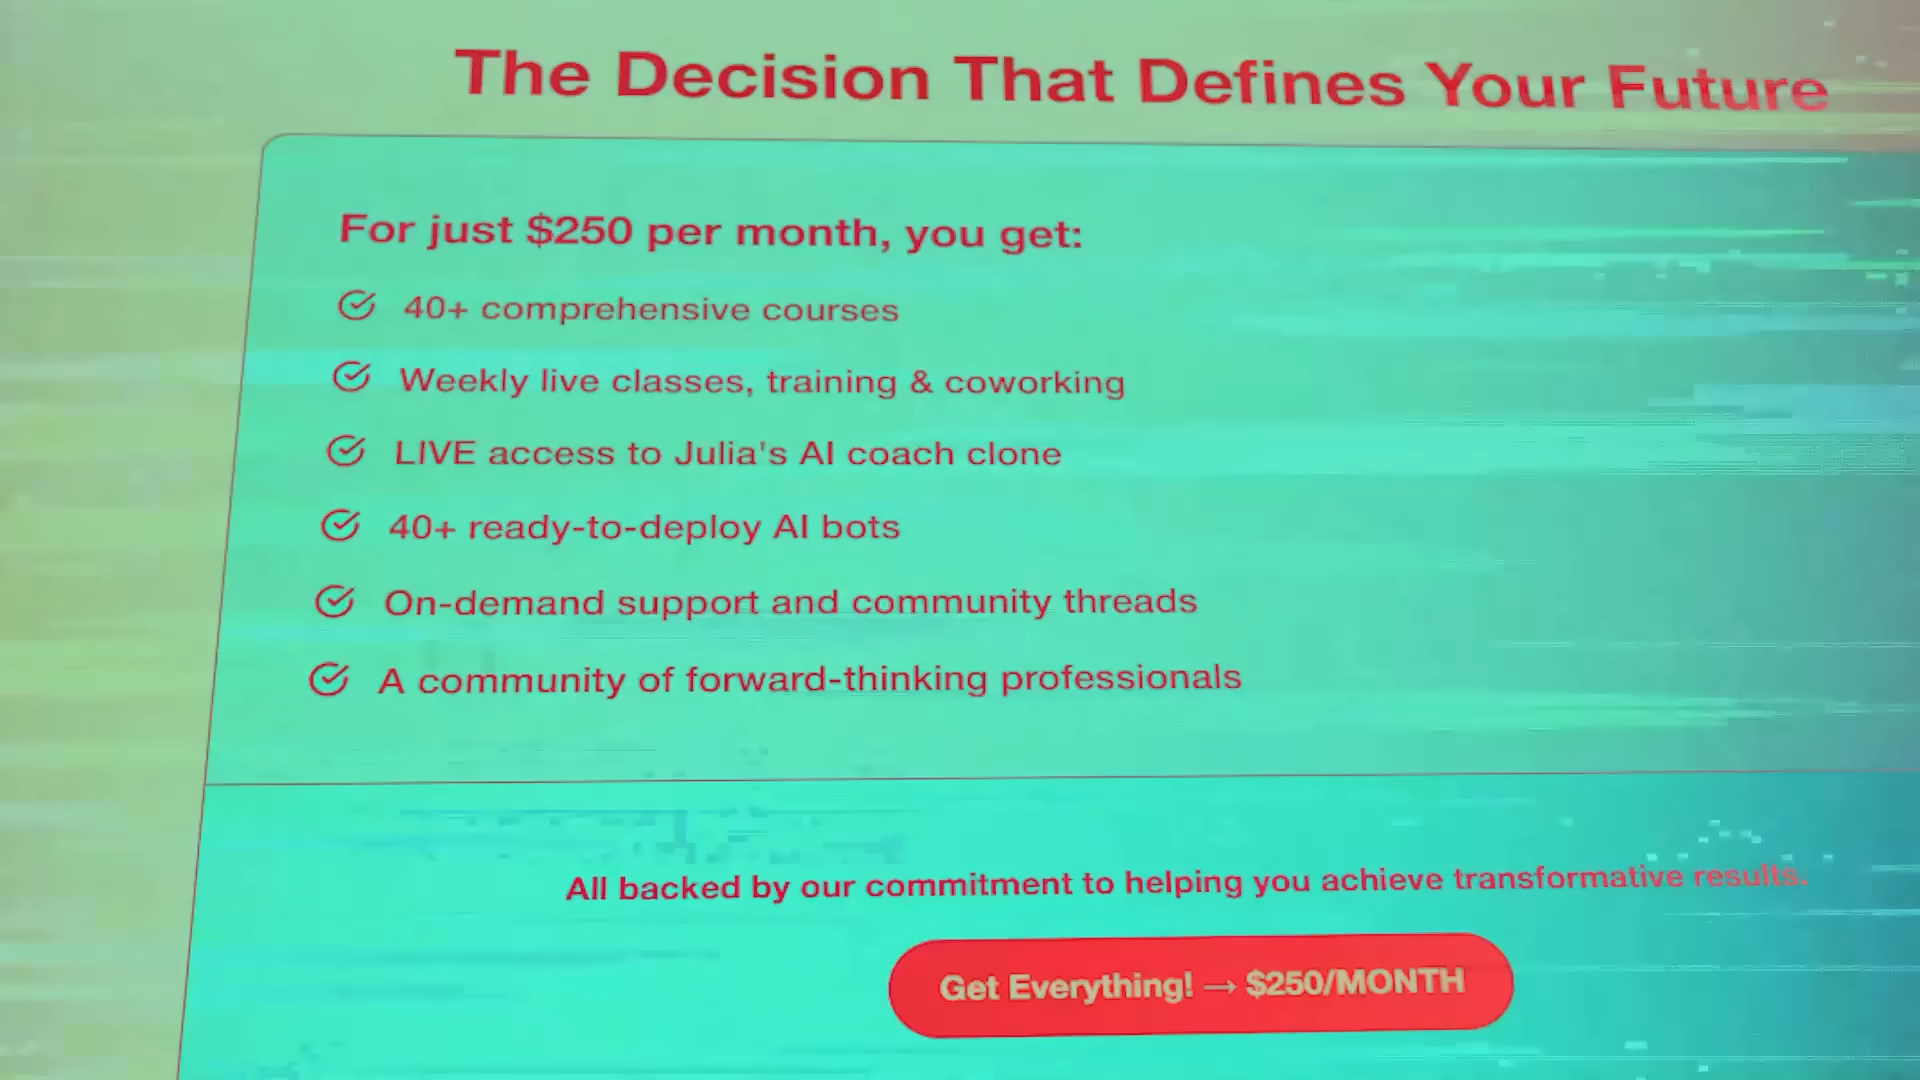 The Decision That Defines Your Future
For just $250 per month, you get:
40+ comprehensive courses
Weekly live classes, training & coworking
LIVE access to Julia's AI coach clone
40+ ready-to-deploy AI bots
On-demand support and community threads
A community of forward-thinking professionals
All backed by our commitment to helping you achieve transformative results.
Get Everything! → $250/MONTH